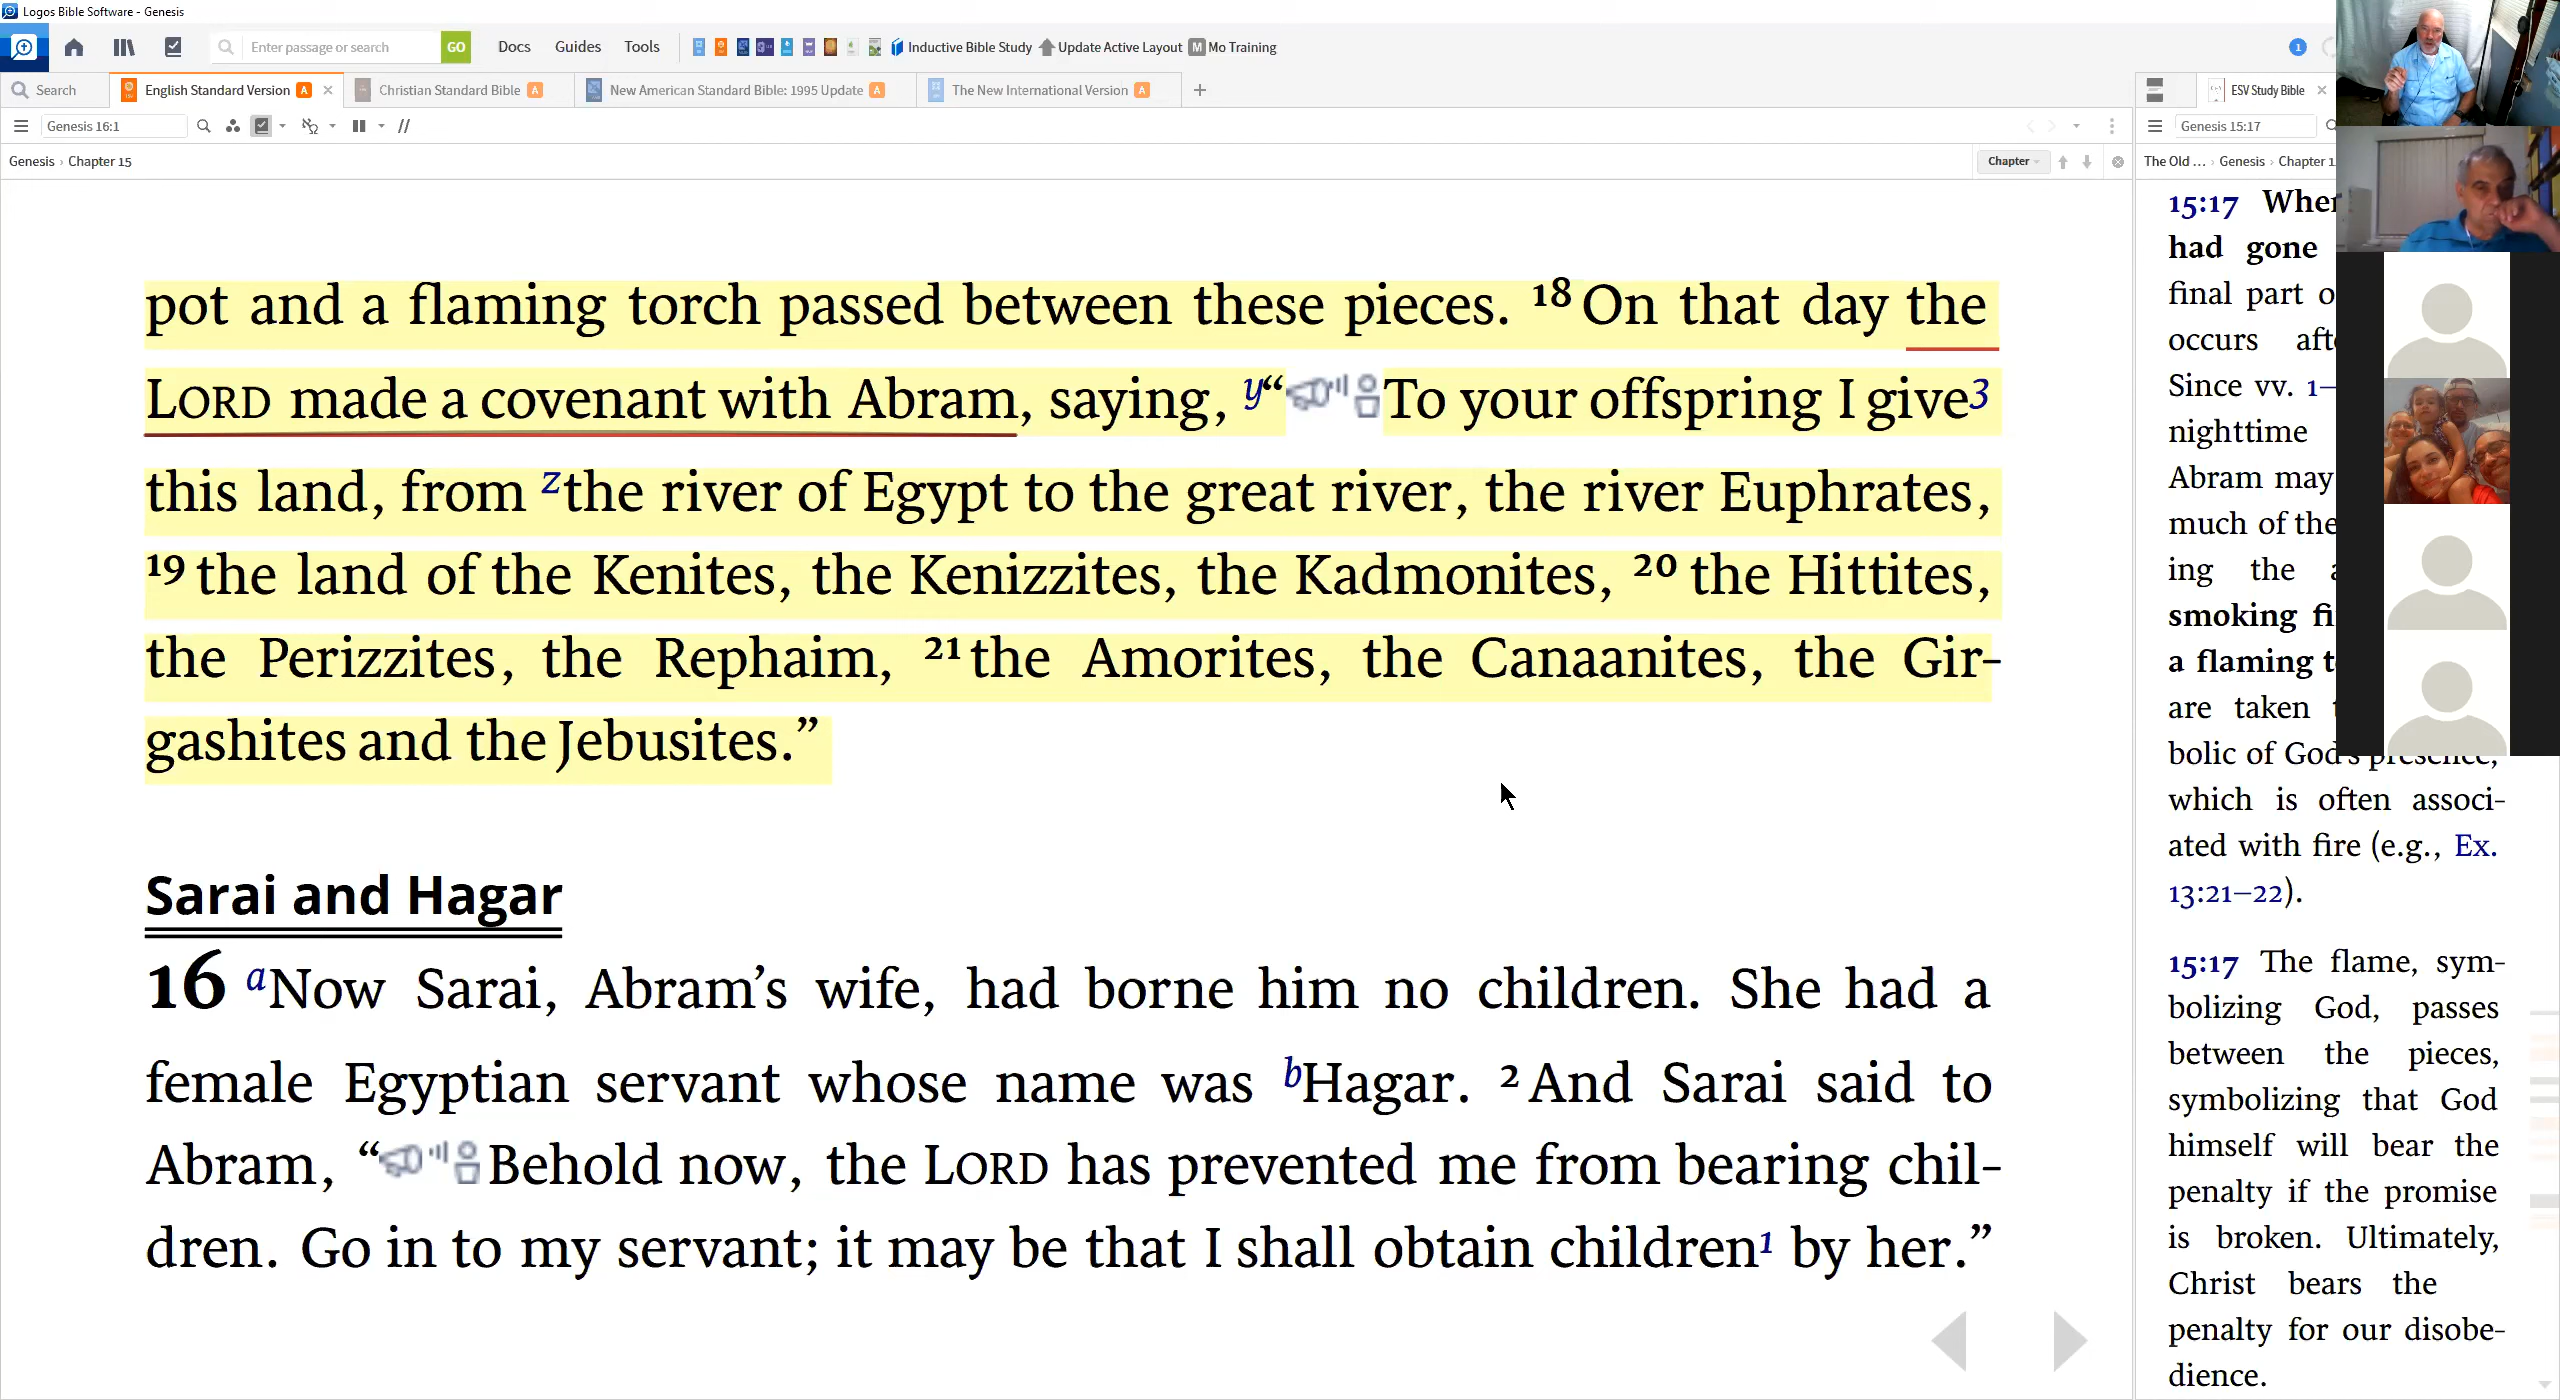 Logos Bible Software - Genesis
Enter passage or search GO Docs Guides Tools Inductive Bible Study Update Active Layout M Mo Training 1
Search English Standard Version A Christian Standard Bible A New American Standard Bible: 1995 Update A The New International Version A
Genesis 16:1
Genesis › Chapter 15 Chapter
pot and a flaming torch passed between these pieces. 18 On that day the
LORD made a covenant with Abram, saying, y“To your offspring I give3
this land, from zthe river of Egypt to the great river, the river Euphrates,
19 the land of the Kenites, the Kenizzites, the Kadmonites, 20 the Hittites,
the Perizzites, the Rephaim, 21 the Amorites, the Canaanites, the Gir-
gashites and the Jebusites.”
Sarai and Hagar
16 aNow Sarai, Abram’s wife, had borne him no children. She had a
female Egyptian servant whose name was bHagar. 2 And Sarai said to
Abram, “Behold now, the LORD has prevented me from bearing chil-
dren. Go in to my servant; it may be that I shall obtain children1 by her.”
ESV Study Bible
Genesis 15:17
The Old ... › Genesis › Chapter 1
15:17
had gone
final part o
occurs
Since vv. 1–
nighttime
Abram may
much of the
ing the
smoking
a flaming
are taken
bolic of God’s presence,
which is often associ-
ated with fire (e.g., Ex.
13:21–22).
15:17 The flame, sym-
bolizing God, passes
between the pieces,
symbolizing that God
himself will bear the
penalty if the promise
is broken. Ultimately,
Christ bears the
penalty for our disobe-
dience.